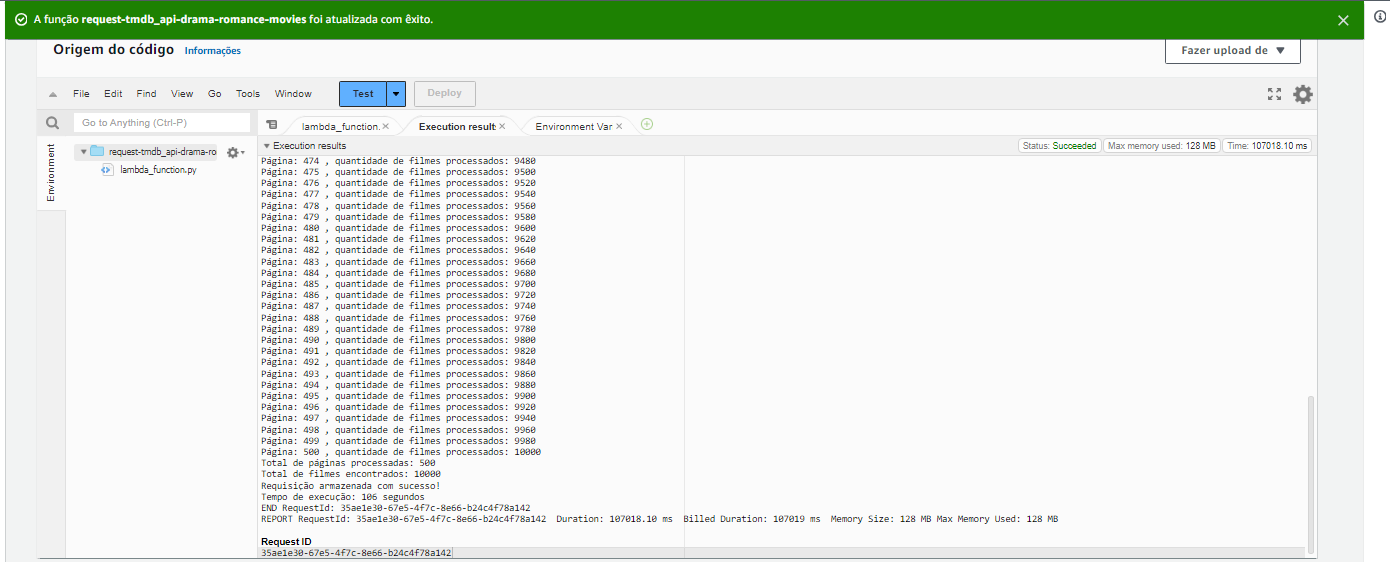 A função request-tmdb_api-drama-romance-movies foi atualizada com êxito.
Origem do código Informações
Fazer upload de
File Edit Find View Go Tools Window Test Deploy
Go to Anything (Ctrl-P)
lambda_function. Execution results Environment Var
Environment
request-tmdb_api-drama-ro
lambda_function.py
Execution results
Status: Succeeded Max memory used: 128 MB Time: 107018.10 ms
Página: 474 , quantidade de filmes processados: 9480
Página: 475 , quantidade de filmes processados: 9500
Página: 476 , quantidade de filmes processados: 9520
Página: 477 , quantidade de filmes processados: 9540
Página: 478 , quantidade de filmes processados: 9560
Página: 479 , quantidade de filmes processados: 9580
Página: 480 , quantidade de filmes processados: 9600
Página: 481 , quantidade de filmes processados: 9620
Página: 482 , quantidade de filmes processados: 9640
Página: 483 , quantidade de filmes processados: 9660
Página: 484 , quantidade de filmes processados: 9680
Página: 485 , quantidade de filmes processados: 9700
Página: 486 , quantidade de filmes processados: 9720
Página: 487 , quantidade de filmes processados: 9740
Página: 488 , quantidade de filmes processados: 9760
Página: 489 , quantidade de filmes processados: 9780
Página: 490 , quantidade de filmes processados: 9800
Página: 491 , quantidade de filmes processados: 9820
Página: 492 , quantidade de filmes processados: 9840
Página: 493 , quantidade de filmes processados: 9860
Página: 494 , quantidade de filmes processados: 9880
Página: 495 , quantidade de filmes processados: 9900
Página: 496 , quantidade de filmes processados: 9920
Página: 497 , quantidade de filmes processados: 9940
Página: 498 , quantidade de filmes processados: 9960
Página: 499 , quantidade de filmes processados: 9980
Página: 500 , quantidade de filmes processados: 10000
Total de páginas processadas: 500
Total de filmes encontrados: 10000
Requisição armazenada com sucesso!
Tempo de execução: 106 segundos
END RequestId: 35ae1e30-67e5-4f7c-8e66-b24c4f78a142
REPORT RequestId: 35ae1e30-67e5-4f7c-8e66-b24c4f78a142 Duration: 107018.10 ms Billed Duration: 107019 ms Memory Size: 128 MB Max Memory Used: 128 MB
Request ID
35ae1e30-67e5-4f7c-8e66-b24c4f78a142